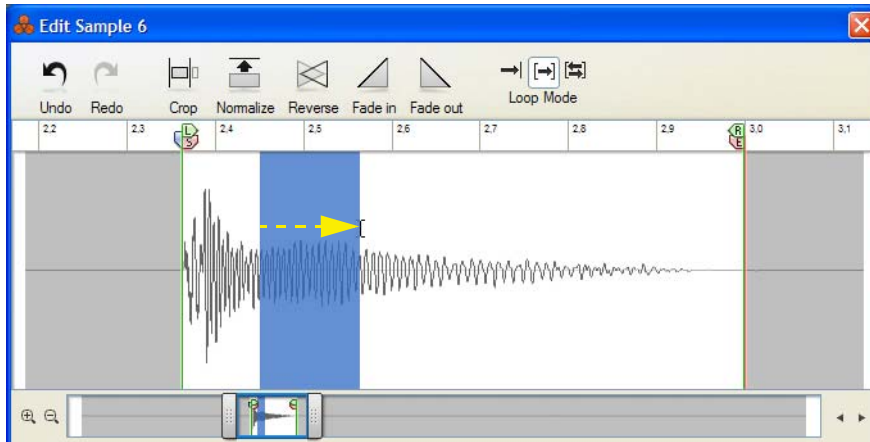 Edit Sample 6
Undo Redo Crop Normalize Reverse Fade in Fade out Loop Mode
2,2 2,3 2,4 2,5 2,6 2,7 2,8 2,9 3,0 3,1
L R
S E